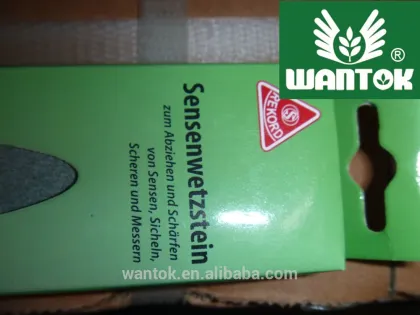 WANTOK
®
Sensenwetzstein
zum Abziehen und Schärfen
von Sensen, Sicheln,
Scheren und Messern
REKORD
S
wantok.en.alibaba.com